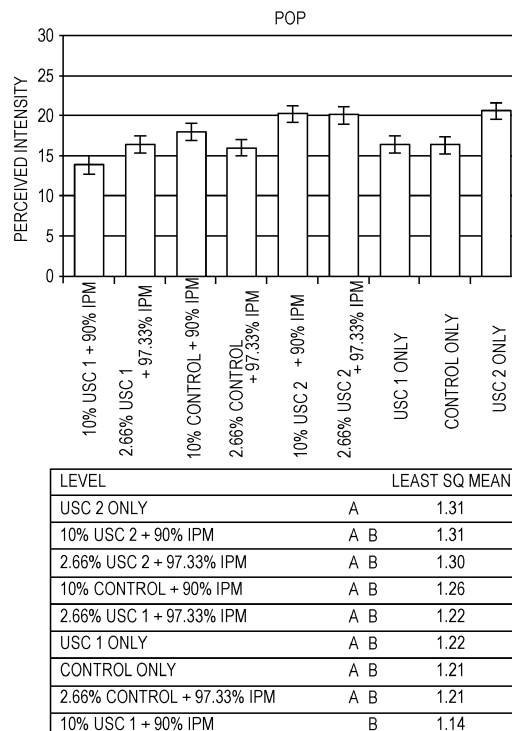 POP
PERCEIVED INTENSITY
30
25
20
15
10
5
0
10% USC 1 + 90% IPM
2.66% USC 1
+ 97.33% IPM
10% CONTROL + 90% IPM
2.66% CONTROL
+ 97.33% IPM
10% USC 2 + 90% IPM
2.66% USC 2
+ 97.33% IPM
USC 1 ONLY
CONTROL ONLY
USC 2 ONLY
LEVEL LEAST SQ MEAN
USC 2 ONLY A 1.31
10% USC 2 + 90% IPM A B 1.31
2.66% USC 2 + 97.33% IPM A B 1.30
10% CONTROL + 90% IPM A B 1.26
2.66% USC 1 + 97.33% IPM A B 1.22
USC 1 ONLY A B 1.22
CONTROL ONLY A B 1.21
2.66% CONTROL + 97.33% IPM A B 1.21
10% USC 1 + 90% IPM B 1.14